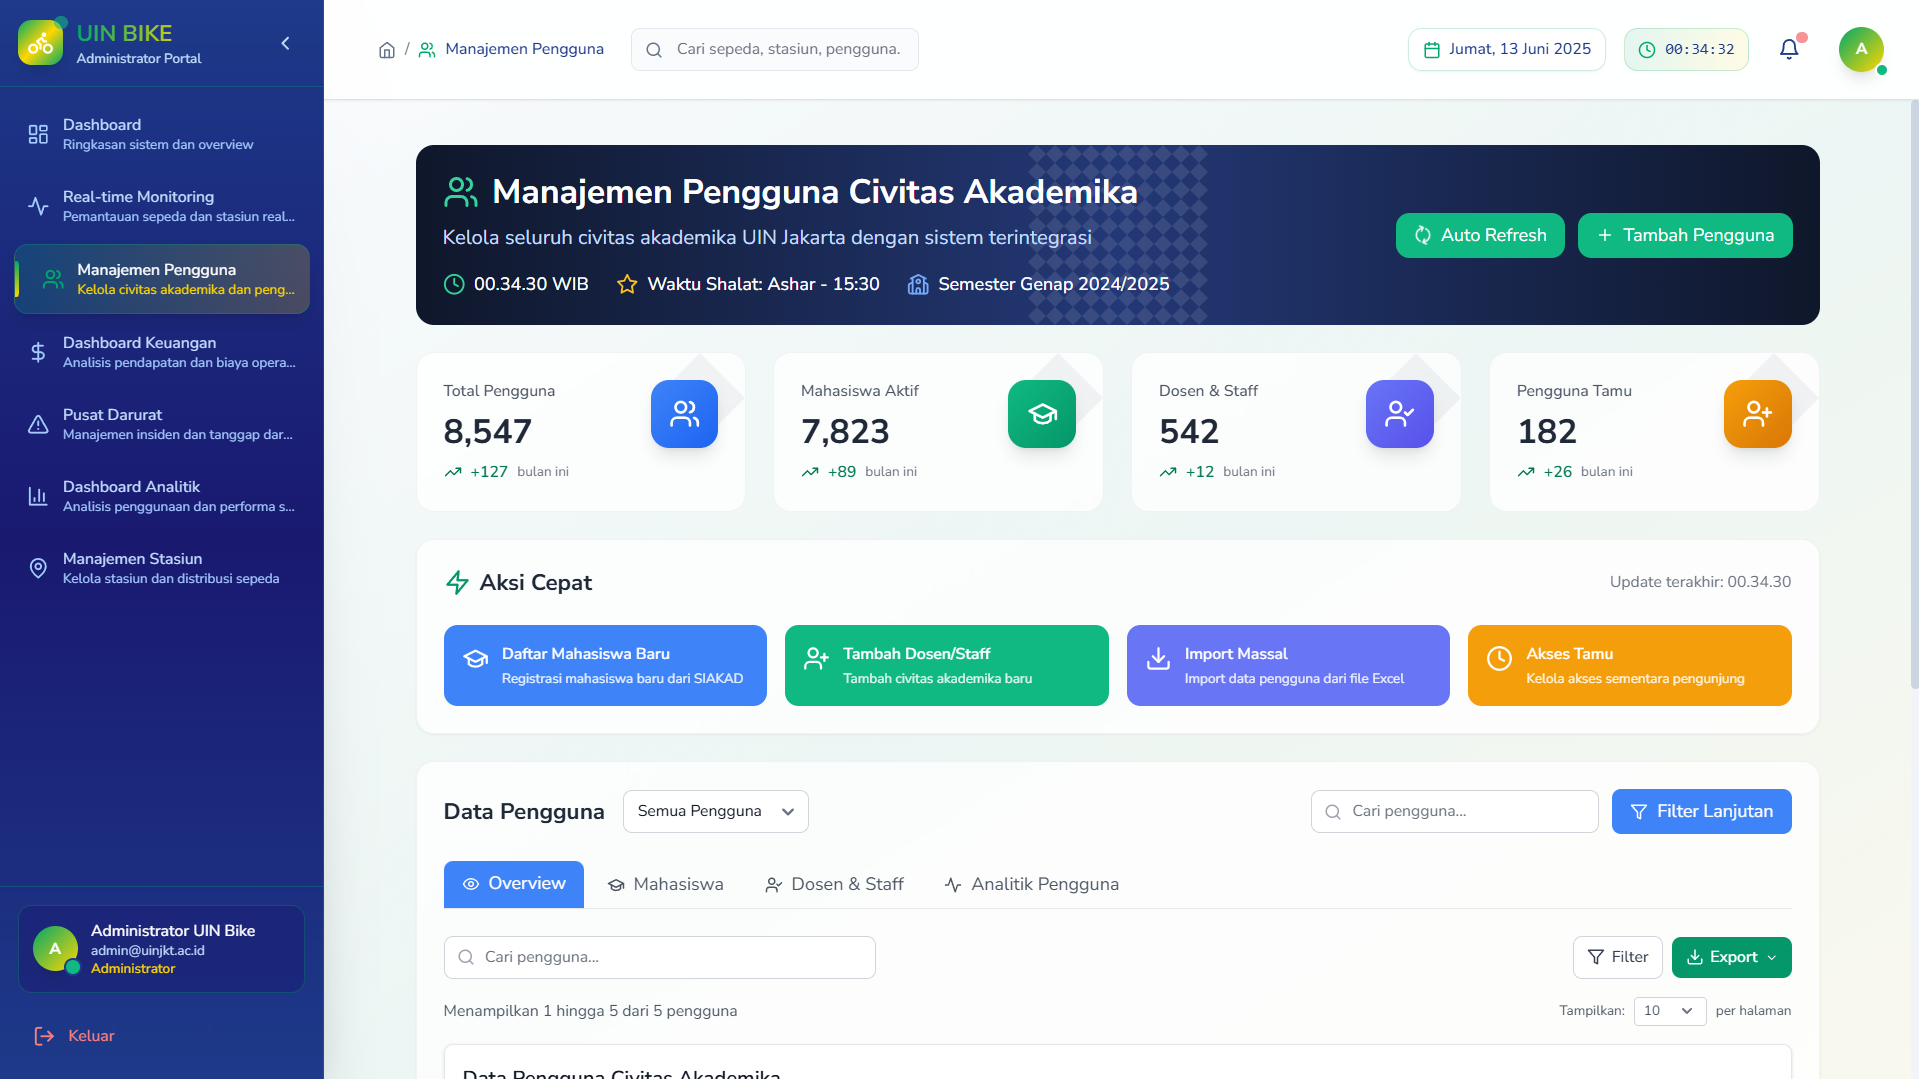 UIN BIKE
Administrator Portal
Dashboard
Ringkasan sistem dan overview
Real-time Monitoring
Pemantauan sepeda dan stasiun real...
Manajemen Pengguna
Kelola civitas akademika dan peng...
Dashboard Keuangan
Analisis pendapatan dan biaya opera...
Pusat Darurat
Manajemen insiden dan tanggap dar...
Dashboard Analitik
Analisis penggunaan dan performa s...
Manajemen Stasiun
Kelola stasiun dan distribusi sepeda
A
Administrator UIN Bike
admin@uinjkt.ac.id
Administrator
Keluar
/ Manajemen Pengguna
Cari sepeda, stasiun, pengguna.
Jumat, 13 Juni 2025
00:34:32
A
Manajemen Pengguna Civitas Akademika
Kelola seluruh civitas akademika UIN Jakarta dengan sistem terintegrasi
00.34.30 WIB
Waktu Shalat: Ashar - 15:30
Semester Genap 2024/2025
Auto Refresh
Tambah Pengguna
Total Pengguna
8,547
+127 bulan ini
Mahasiswa Aktif
7,823
+89 bulan ini
Dosen & Staff
542
+12 bulan ini
Pengguna Tamu
182
+26 bulan ini
Aksi Cepat
Update terakhir: 00.34.30
Daftar Mahasiswa Baru
Registrasi mahasiswa baru dari SIAKAD
Tambah Dosen/Staff
Tambah civitas akademika baru
Import Massal
Import data pengguna dari file Excel
Akses Tamu
Kelola akses sementara pengunjung
Data Pengguna
Semua Pengguna
Cari pengguna...
Filter Lanjutan
Overview
Mahasiswa
Dosen & Staff
Analitik Pengguna
Cari pengguna...
Filter
Export
Menampilkan 1 hingga 5 dari 5 pengguna
Tampilkan: 10 per halaman
Data Pengguna Civitas Akademika